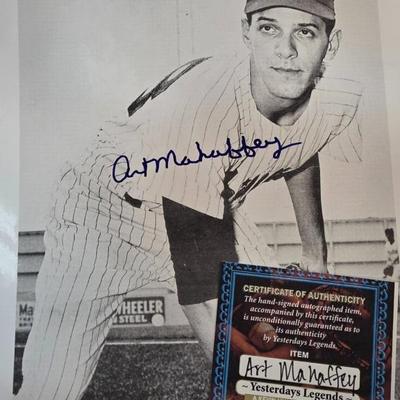 Art Mahaffey
WHEELER
STEEL
CERTIFICATE OF AUTHENTICITY
The hand-signed autographed item,
accompanied by this certificate,
is unconditionally guaranteed as to
its authenticity
by Yesterdays Legends.
ITEM
Art Mahaffey
~ Yesterdays Legends ~